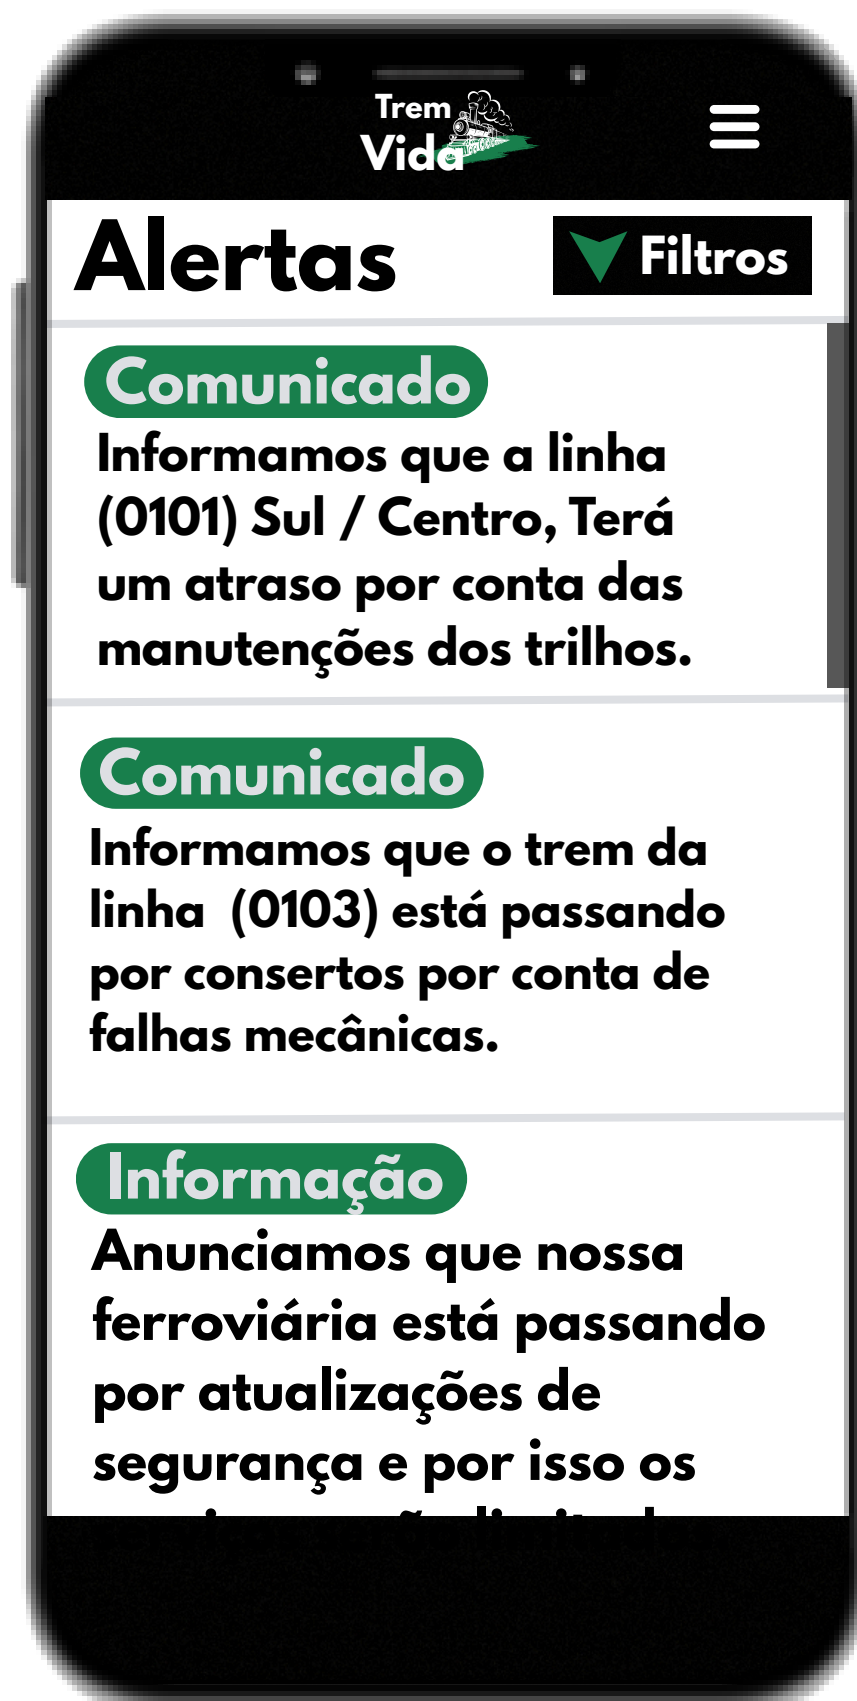 Trem
Vida
Alertas
Filtros
Comunicado
Informamos que a linha
(0101) Sul / Centro, Terá
um atraso por conta das
manutenções dos trilhos.
Comunicado
Informamos que o trem da
linha (0103) está passando
por consertos por conta de
falhas mecânicas.
Informação
Anunciamos que nossa
ferroviária está passando
por atualizações de
segurança e por isso os